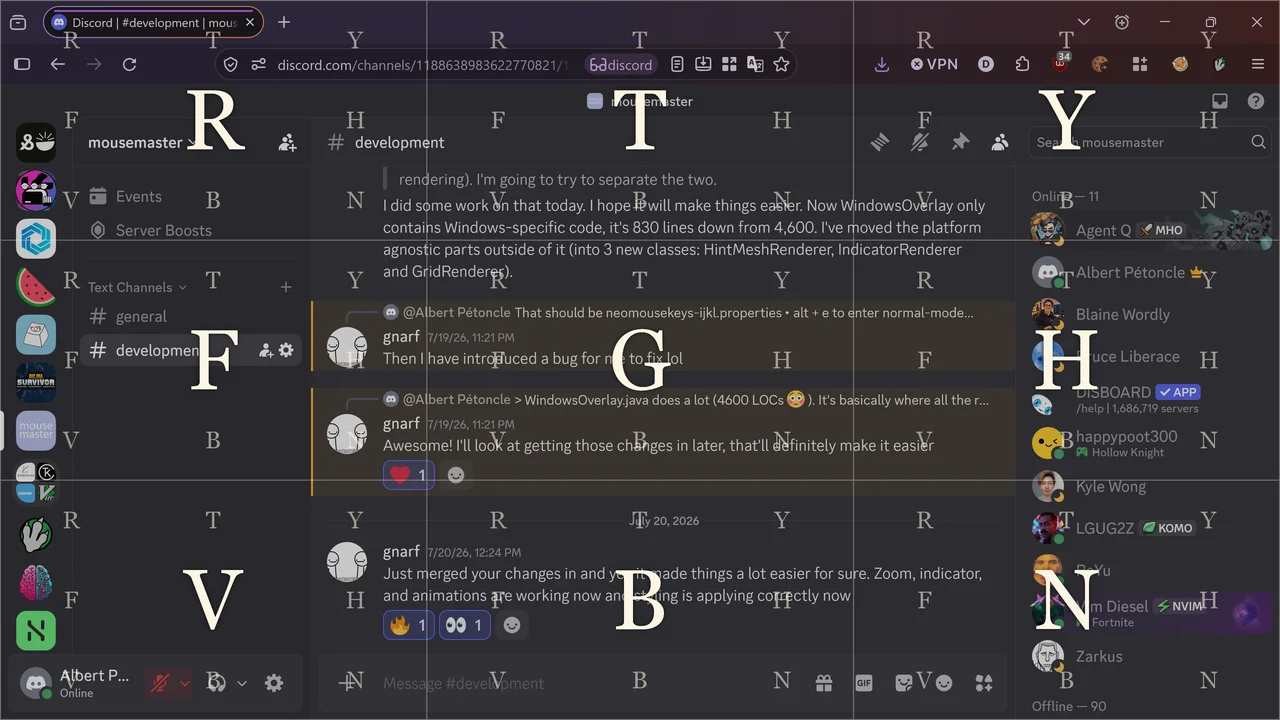 Discord | #development | mous
R T Y R T Y R T Y
discord.com/channels/1188638983622770821/1
discord
VPN
34
mousemaster
R T Y
F H F H F H
mousemaster
# development
Search mousemaster
Events
Server Boosts
V B N V B N V B N
rendering). I'm going to try to separate the two.
I did some work on that today. I hope it will make things easier. Now WindowsOverlay only
contains Windows-specific code, it's 830 lines down from 4,600. I've moved the platform
agnostic parts outside of it (into 3 new classes: HintMeshRenderer, IndicatorRenderer
and GridRenderer).
Online — 11
Agent Q MHO
Albert Pétoncle
Blaine Wordly
Bruce Liberace
DISBOARD APP
/help | 1,686,719 servers
happypoot300
Hollow Knight
Kyle Wong
LGUG2Z KOMO
R T Y R T Y R T Y
Text Channels
# general
# development
@Albert Pétoncle That should be neomousekeys-ijkl.properties • alt + e to enter normal-mode...
gnarf 7/19/26, 11:21 PM
Then I have introduced a bug for me to fix lol
F G H
F H F H F H
@Albert Pétoncle > WindowsOverlay.java does a lot (4600 LOCs 😳 ). It's basically where all the r...
gnarf 7/19/26, 11:21 PM
Awesome! I'll look at getting those changes in later, that'll definitely make it easier
V B N V B N V B N
❤️ 1
SURVIVOR
mouse
master
R T Y R T Y R T Y
July 20, 2026
gnarf 7/20/26, 12:24 PM
Just merged your changes in and yes it made things a lot easier for sure. Zoom, indicator,
and animations are working now and styling is applying correctly now
🔥 1 👀 1
V B N
F H F H F H
Diesel NVIM
Fortnite
Zarkus
Offline — 90
Albert P...
Online
Message #development
GIF
V B N V B N V B N